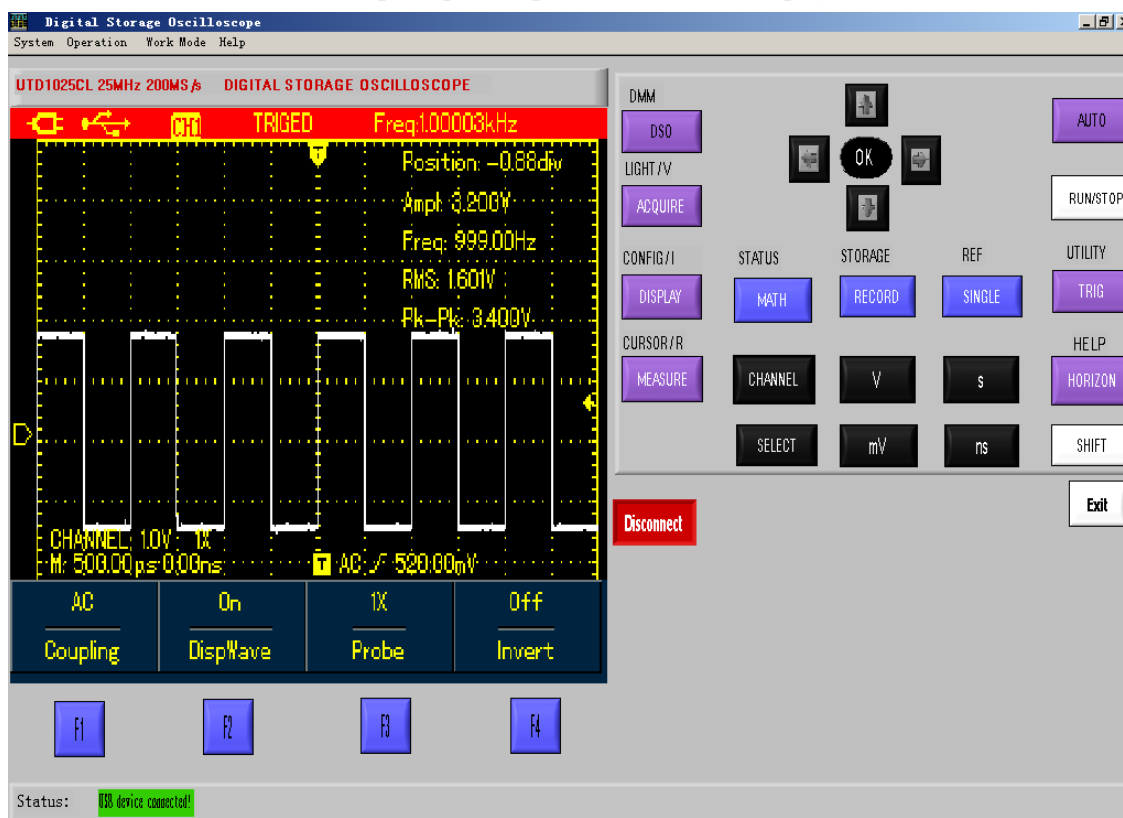 Digital Storage Oscilloscope
System Operation Work Mode Help
UTD1025CL 25MHz 200MS/s DIGITAL STORAGE OSCILLOSCOPE
CH1 TRIGED Freq:1.00003kHz
T
Position: -0.88div
Ampl: 3.200V
Freq: 999.00Hz
RMS: 1.601V
Pk-Pk: 3.400V
CHANNEL: 1.0V 1X
M: 500.00μs 0.00ns T AC 520.00mV
AC On 1X Off
Coupling DispWave Probe Invert
F1 F2 F3 F4
DMM
DSO
OK
AUTO
LIGHT/V
ACQUIRE
RUN/STOP
CONFIG/I STATUS STORAGE REF UTILITY
DISPLAY MATH RECORD SINGLE TRIG
CURSOR/R HELP
MEASURE CHANNEL V s HORIZON
SELECT mV ns SHIFT
Disconnect
Exit
Status: USB device connected!